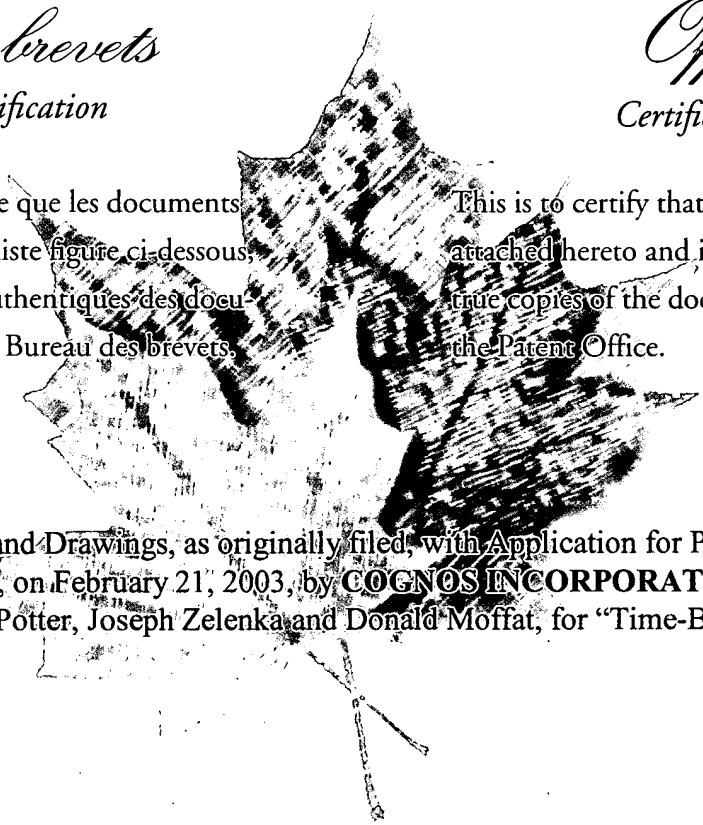 brevets
ification
Certifi
e que les documents
iste figure ci-dessous,
uthentiques des docu-
Bureau des brevets.
This is to certify that
attached hereto and i
true copies of the doc
the Patent Office.
and Drawings, as originally filed, with Application for P
, on February 21, 2003, by COGNOS INCORPORAT
Potter, Joseph Zelenka and Donald Moffat, for “Time-B